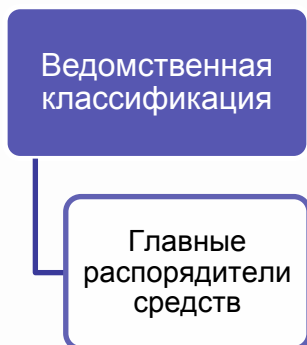 Ведомственная
классификация
Главные
распорядители
средств